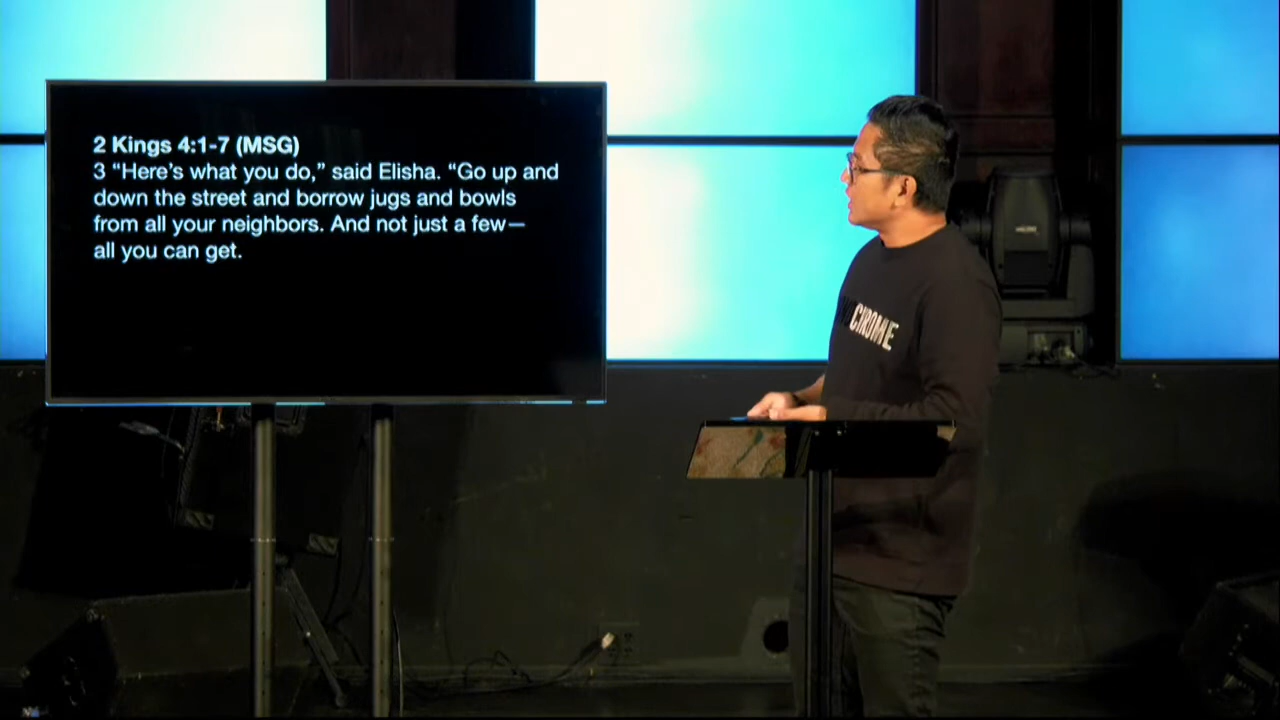 2 Kings 4:1-7 (MSG)
3 “Here’s what you do,” said Elisha. “Go up and
down the street and borrow jugs and bowls
from all your neighbors. And not just a few—
all you can get.
CHROME